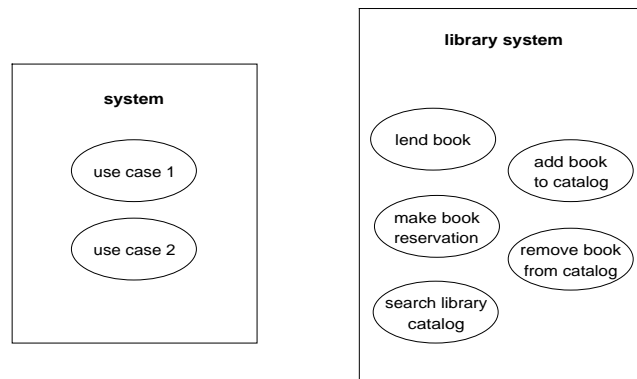 system
use case 1
use case 2
library system
lend book
make book
reservation
search library
catalog
add book
to catalog
remove book
from catalog